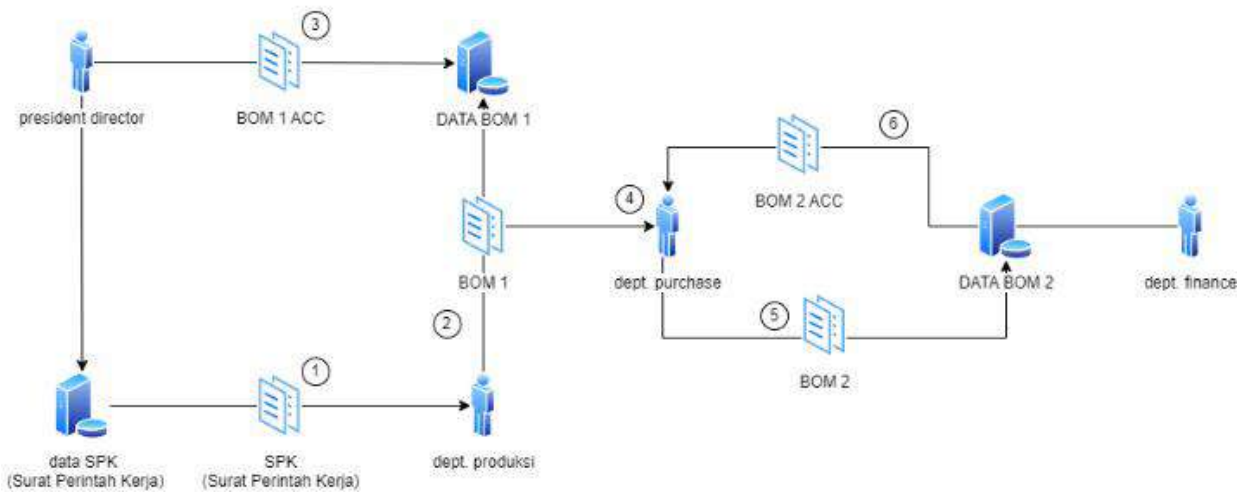 3
president director
BOM 1 ACC
DATA BOM 1
6
BOM 2 ACC
4
BOM 1
dept. purchase
DATA BOM 2
dept. finance
2
5
BOM 2
1
data SPK
(Surat Perintah Kerja)
SPK
(Surat Perintah Kerja)
dept. produksi